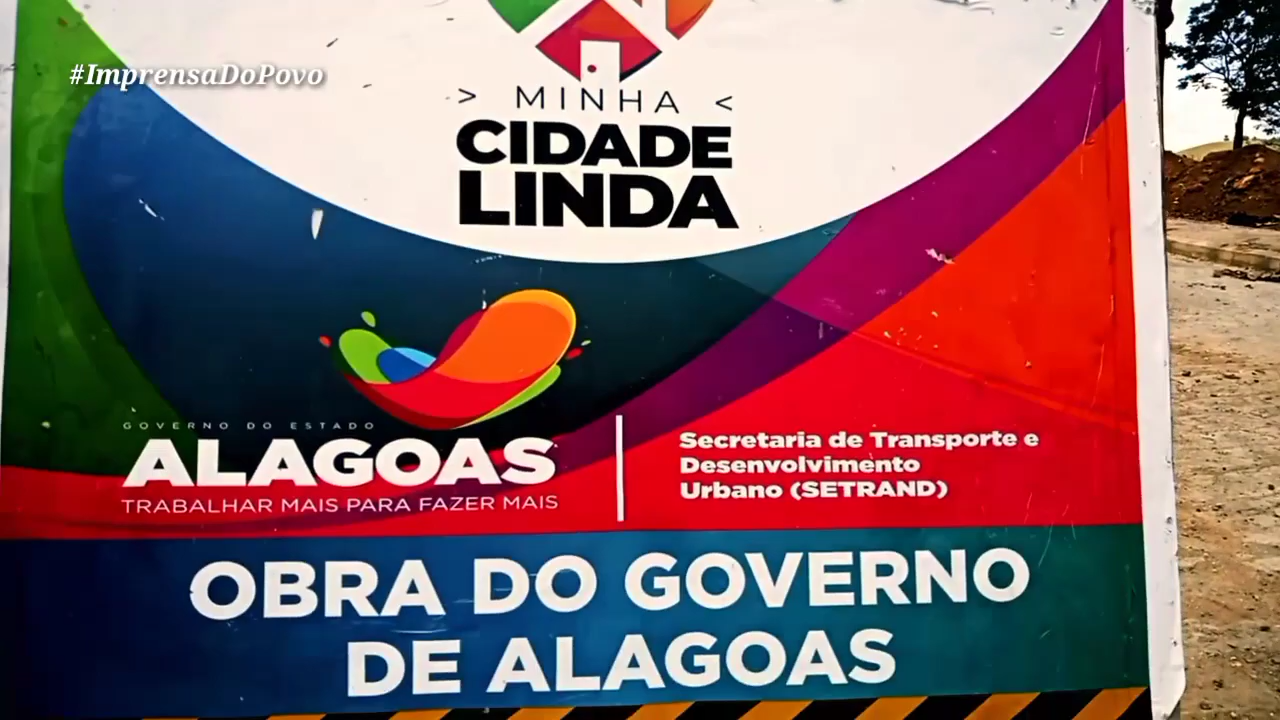 #ImprensaDoPovo
> MINHA <
CIDADE
LINDA
GOVERNO DO ESTADO
ALAGOAS
TRABALHAR MAIS PARA FAZER MAIS
Secretaria de Transporte e
Desenvolvimento
Urbano (SETRAND)
OBRA DO GOVERNO
DE ALAGOAS